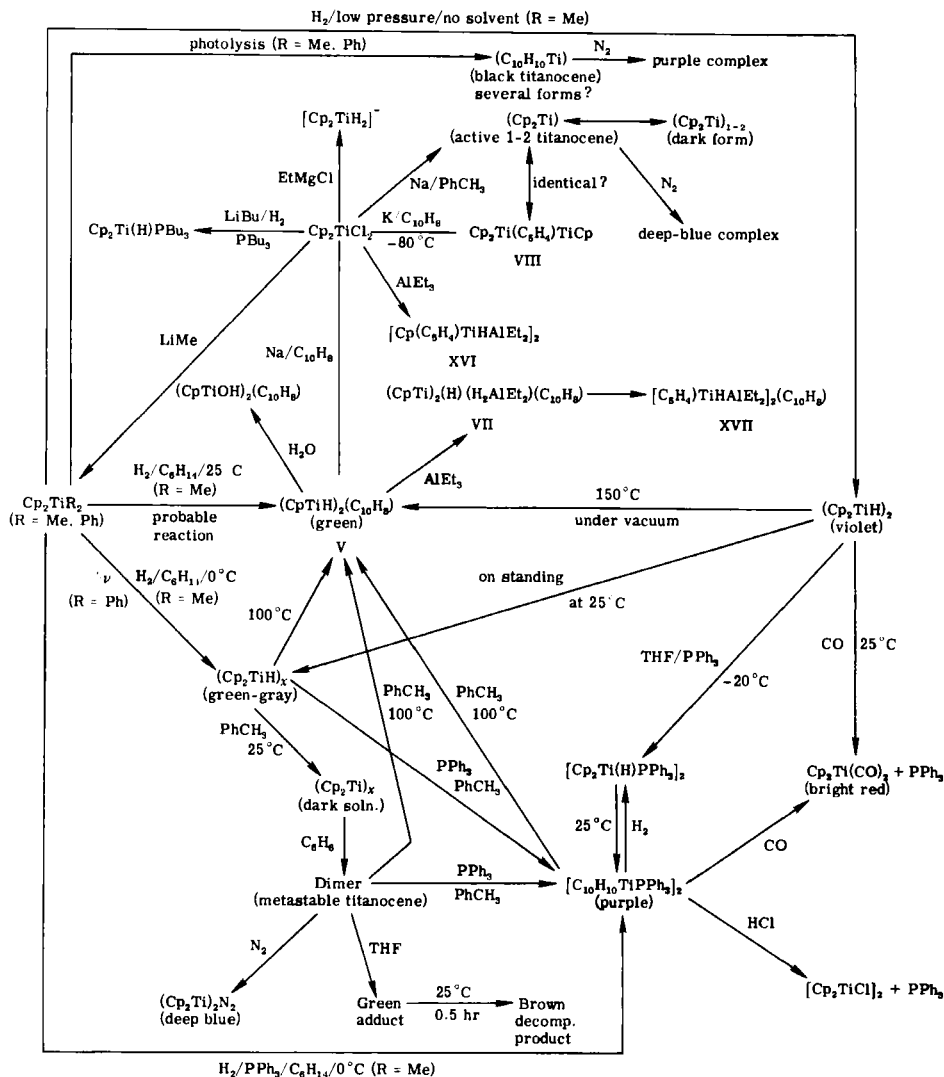 H₂/low pressure/no solvent (R = Me)
photolysis (R = Me. Ph)
(C₁₀H₁₀Ti)
(black titanocene)
several forms?
N₂
purple complex
[Cp₂TiH₂]⁻
(Cp₂Ti)
(active 1-2 titanocene)
(Cp₂Ti)₁₋₂
(dark form)
EtMgCl
Na/PhCH₃
identical?
N₂
Cp₂Ti(H)PBu₃
LiBu/H₂
PBu₃
Cp₂TiCl₂
K/C₁₀H₈
-80°C
Cp₂Ti(C₅H₄)TiCp
VIII
deep-blue complex
AlEt₃
LiMe
[Cp(C₅H₄)TiHAlEt₂]₂
XVI
Na/C₁₀H₈
(CpTiOH)₂(C₁₀H₈)
(CpTi)₂(H)(H₂AlEt₂)(C₁₀H₈)
VII
[C₅H₄)TiHAlEt₂]₂(C₁₀H₈)
XVII
H₂O
AlEt₃
Cp₂TiR₂
(R = Me. Ph)
H₂/C₆H₁₄/25 C
(R = Me)
probable
reaction
(CpTiH)₂(C₁₀H₈)
(green)
V
150°C
under vacuum
(Cp₂TiH)₂
(violet)
ν
(R = Ph)
H₂/C₆H₁₄/0°C
(R = Me)
100°C
on standing
at 25°C
(Cp₂TiH)ₓ
(green-gray)
PhCH₃
100°C
PhCH₃
100°C
THF/PPh₃
-20°C
CO
25°C
PhCH₃
25°C
PPh₃
PhCH₃
(Cp₂Ti)ₓ
(dark soln.)
[Cp₂Ti(H)PPh₃]₂
Cp₂Ti(CO)₂ + PPh₃
(bright red)
C₆H₆
25°C
H₂
CO
Dimer
(metastable titanocene)
PPh₃
PhCH₃
[C₁₀H₁₀TiPPh₃]₂
(purple)
HCl
N₂
THF
(Cp₂Ti)₂N₂
(deep blue)
Green
adduct
25°C
0.5 hr
Brown
decomp.
product
[Cp₂TiCl]₂ + PPh₃
H₂/PPh₃/C₆H₁₄/0°C (R = Me)